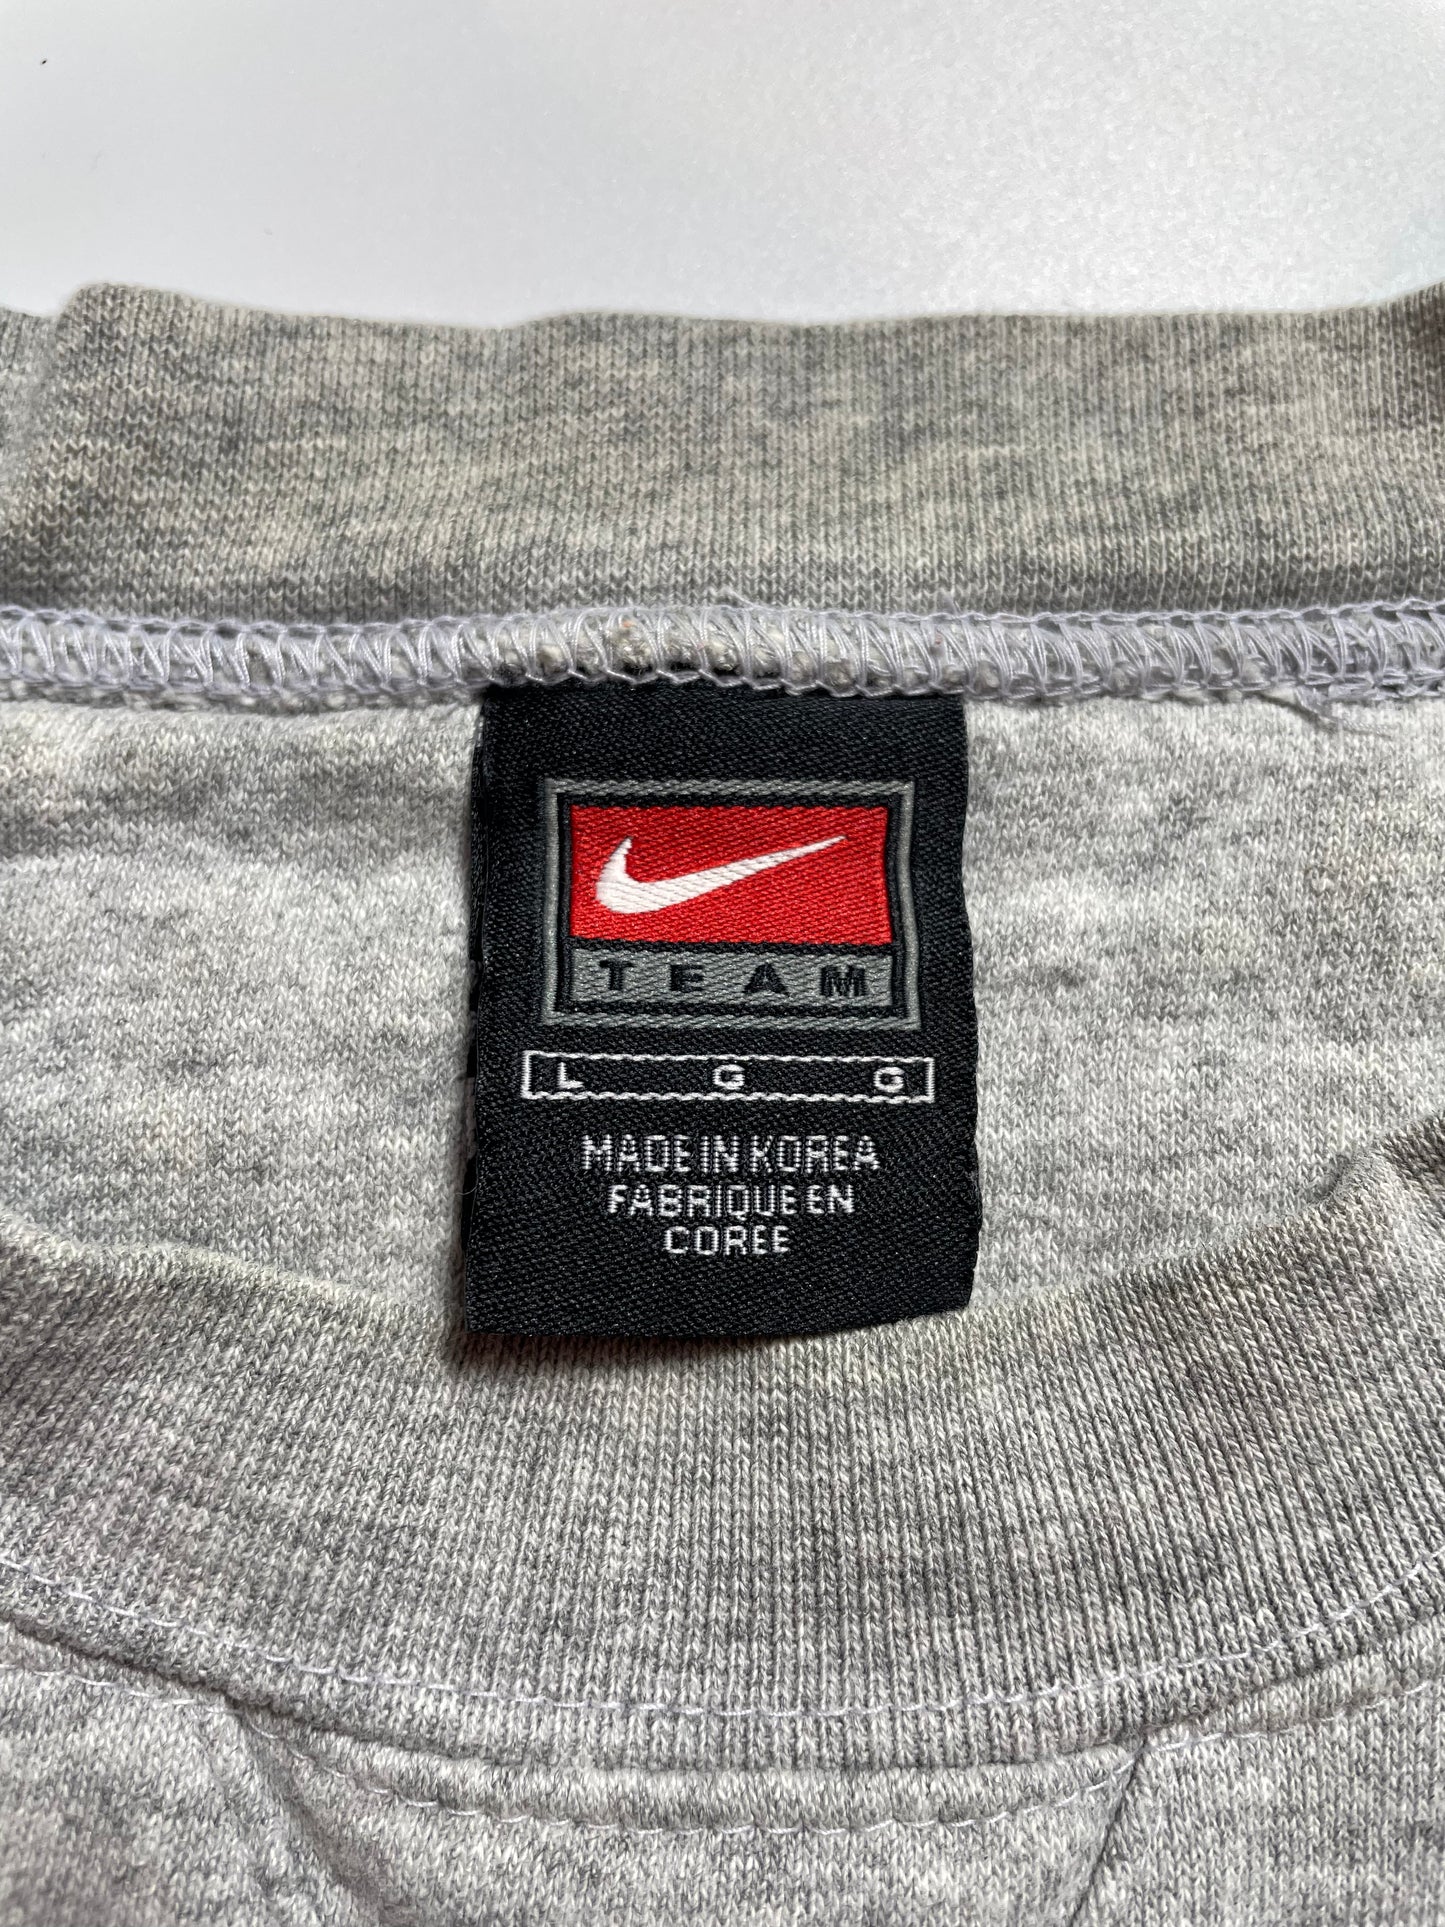 TEAM
L G G
MADE IN KOREA
FABRIQUE EN
COREE